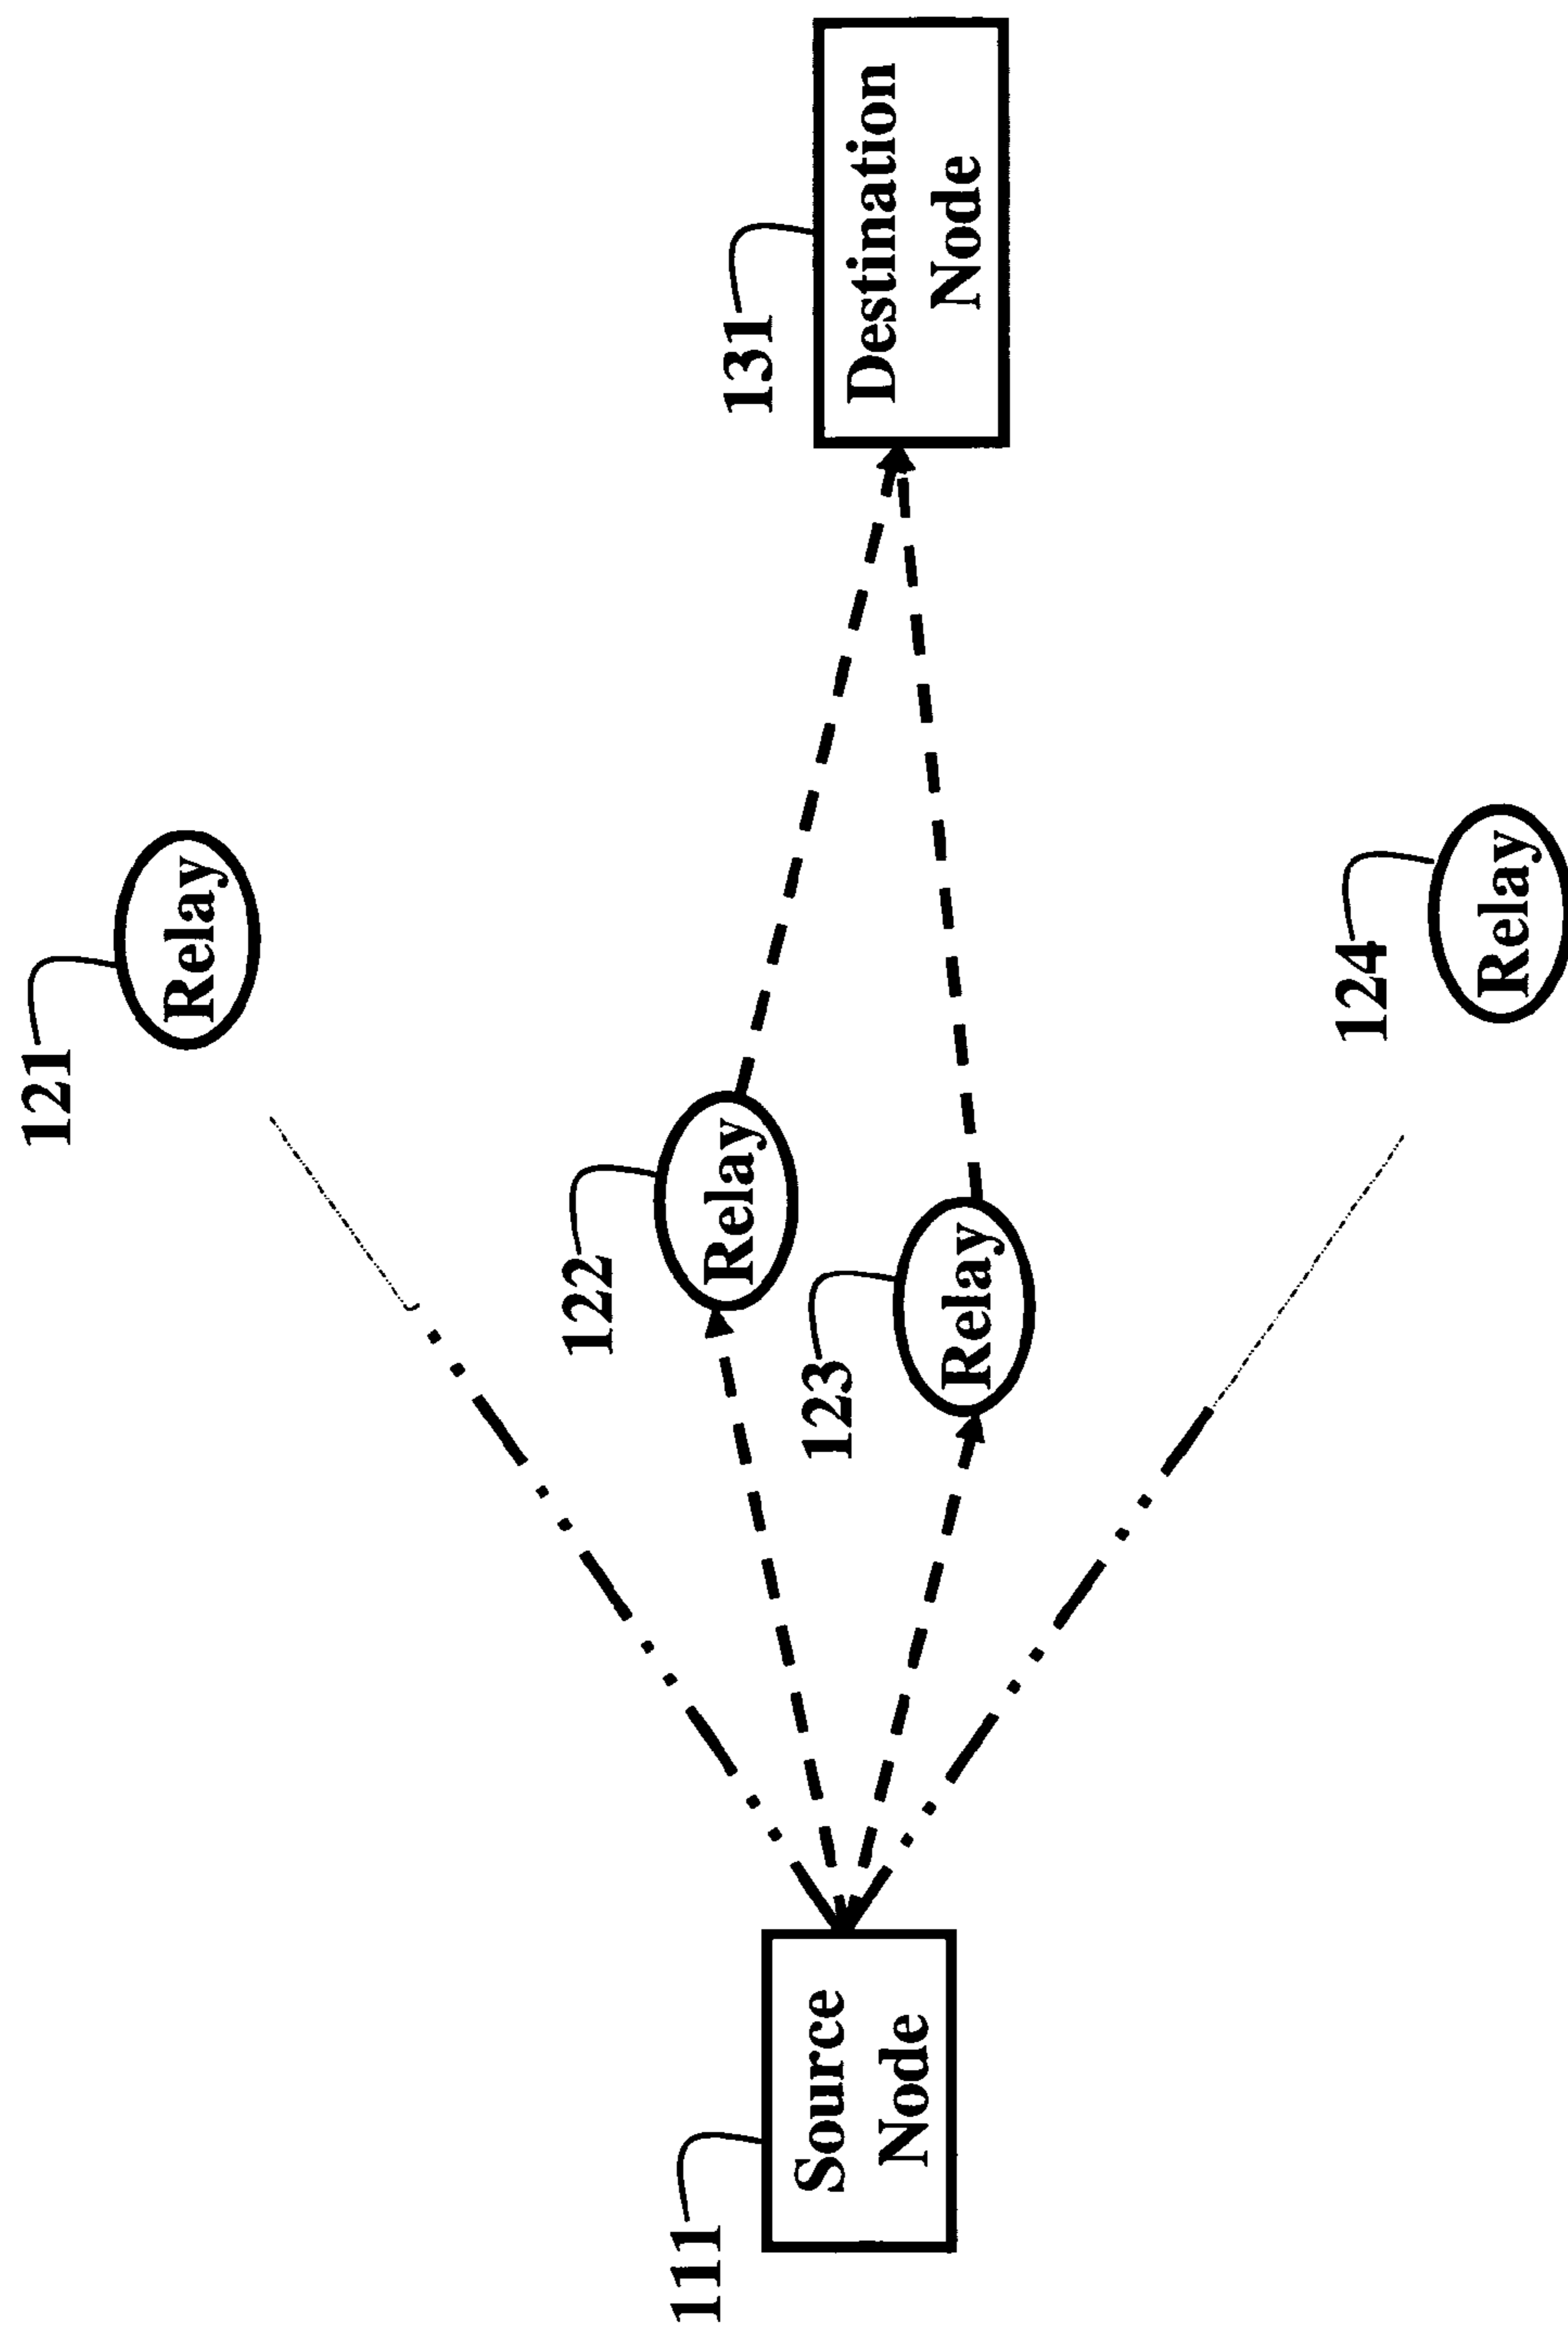 121
Relay
122
Relay
111
Source
Node
123
Relay
131
Destination
Node
124
Relay